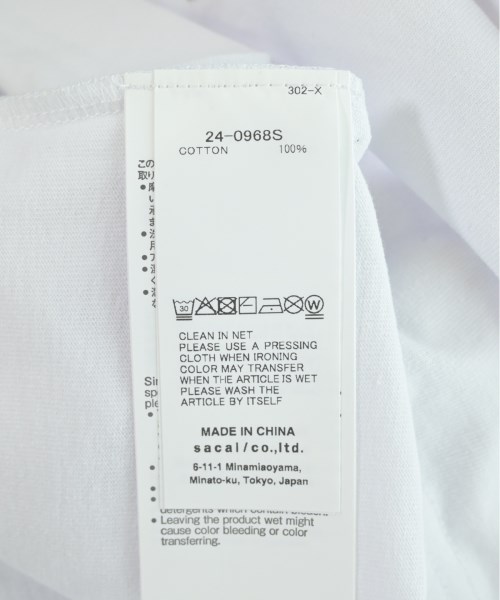 302-X
24-0968S
COTTON 100%
この
取り
30
W
CLEAN IN NET
PLEASE USE A PRESSING
CLOTH WHEN IRONING
COLOR MAY TRANSFER
WHEN THE ARTICLE IS WET
PLEASE WASH THE
ARTICLE BY ITSELF
MADE IN CHINA
sacai/co.,ltd.
6-11-1 Minamiaoyama,
Minato-ku, Tokyo, Japan
detergents which contain
• Leaving the product wet might
cause color bleeding or color
transferring.